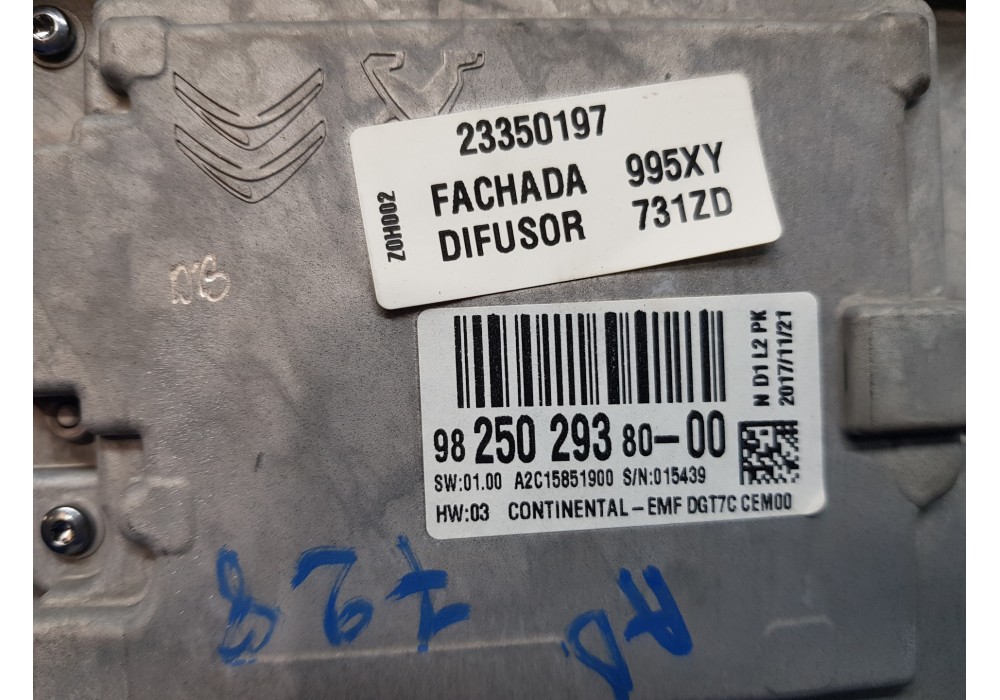 23350197
FACHADA 995XY
DIFUSOR 731ZD
Z0H002
N D1 L2 PK
2017/11/21
98 250 293 80-00
SW:01.00 A2C15851900 S/N:015439
HW:03 CONTINENTAL-EMF DGT7C CEM00
AD